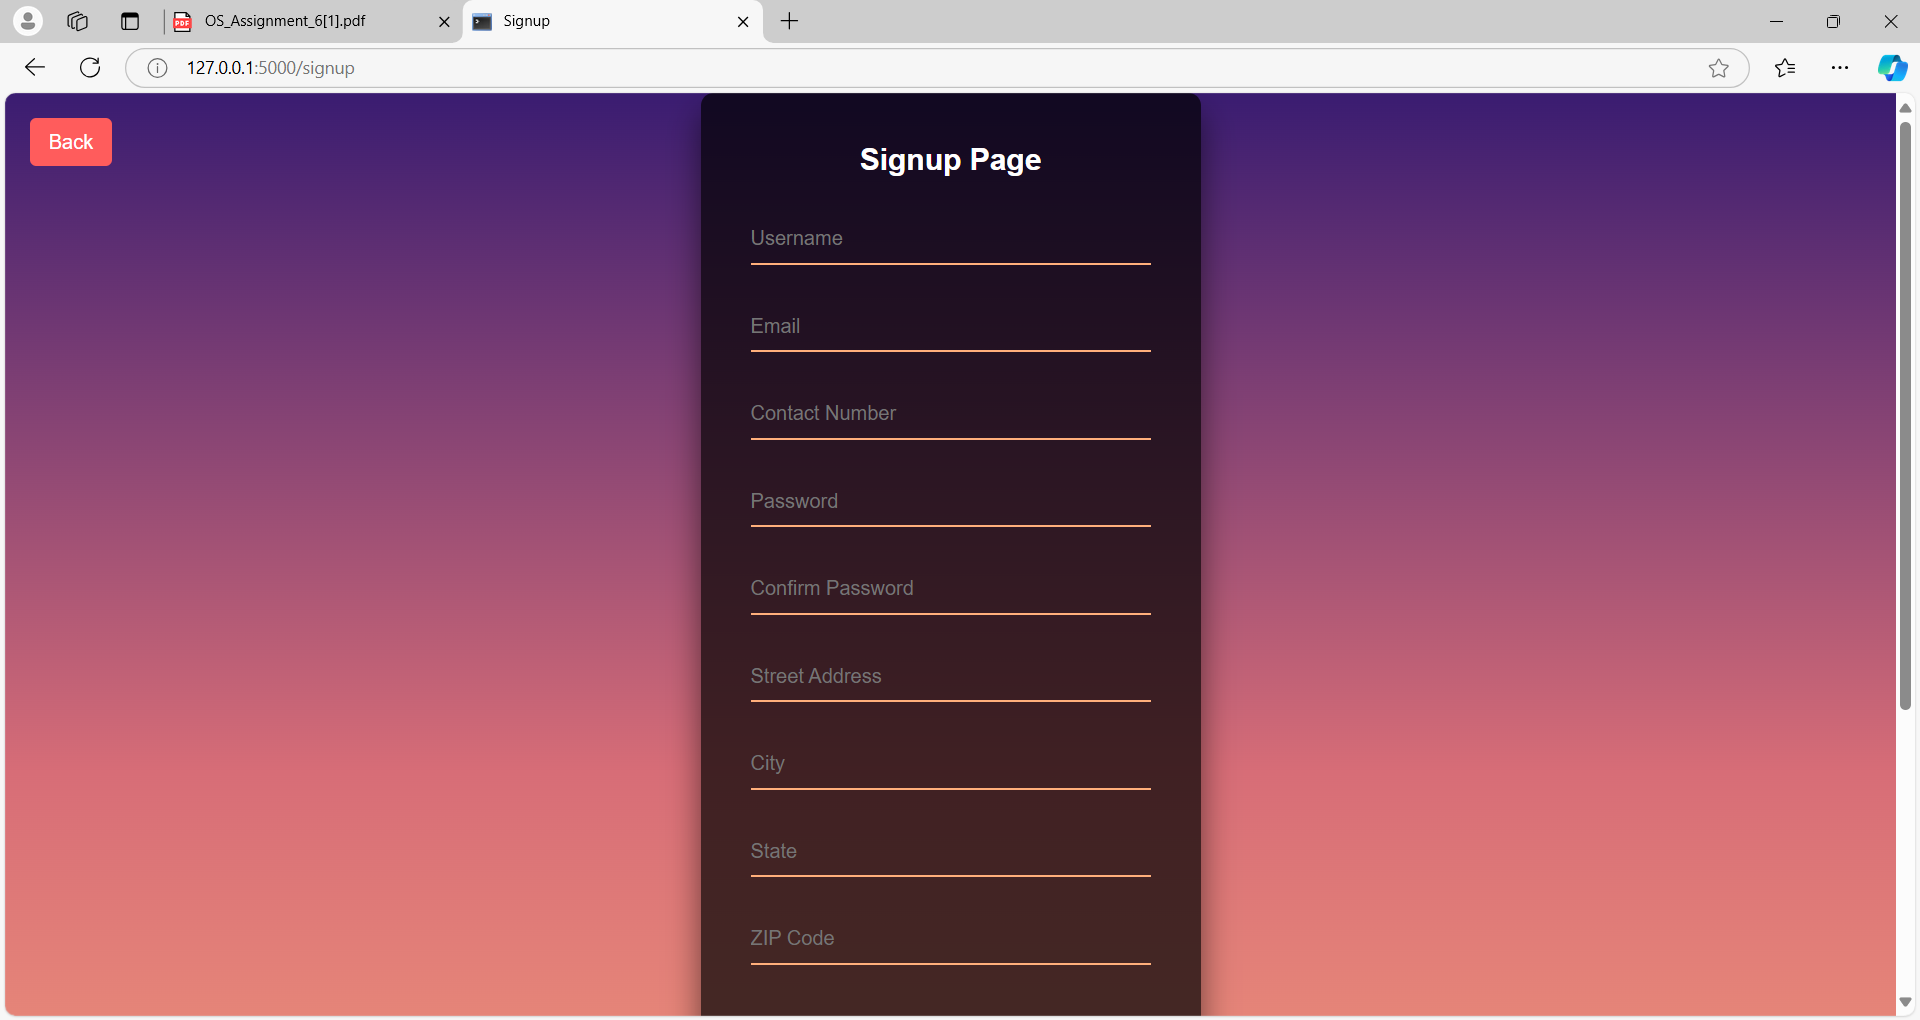 OS_Assignment_6[1].pdf
Signup
127.0.0.1:5000/signup
Back
Signup Page
Username
Email
Contact Number
Password
Confirm Password
Street Address
City
State
ZIP Code